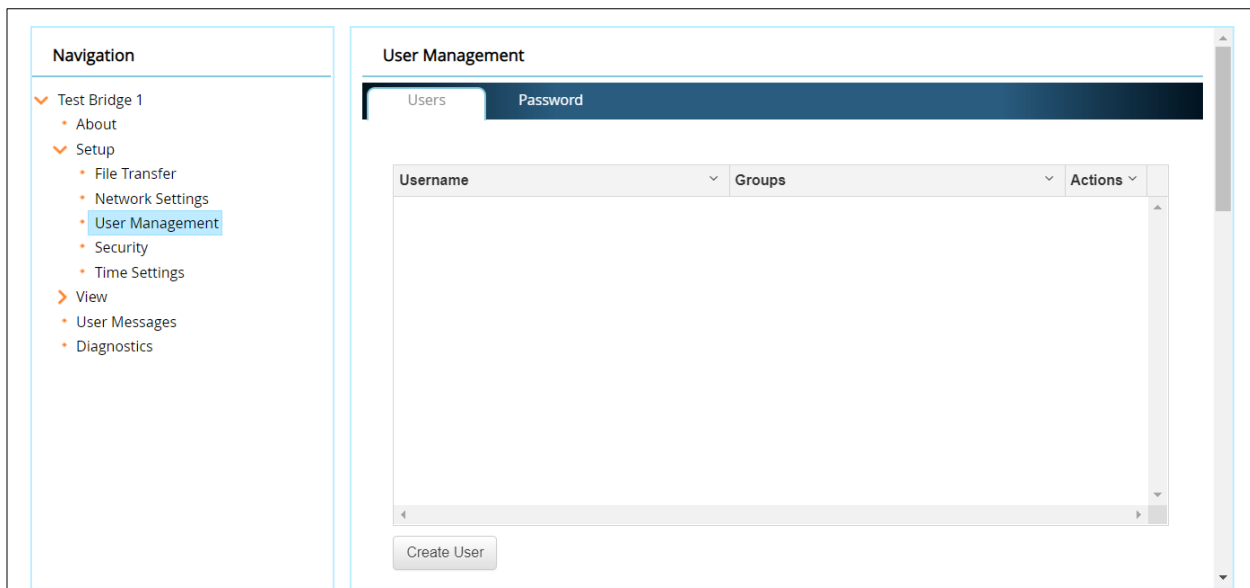 Navigation
Test Bridge 1
About
Setup
File Transfer
Network Settings
User Management
Security
Time Settings
View
User Messages
Diagnostics
User Management
Users Password
Username Groups Actions
Create User